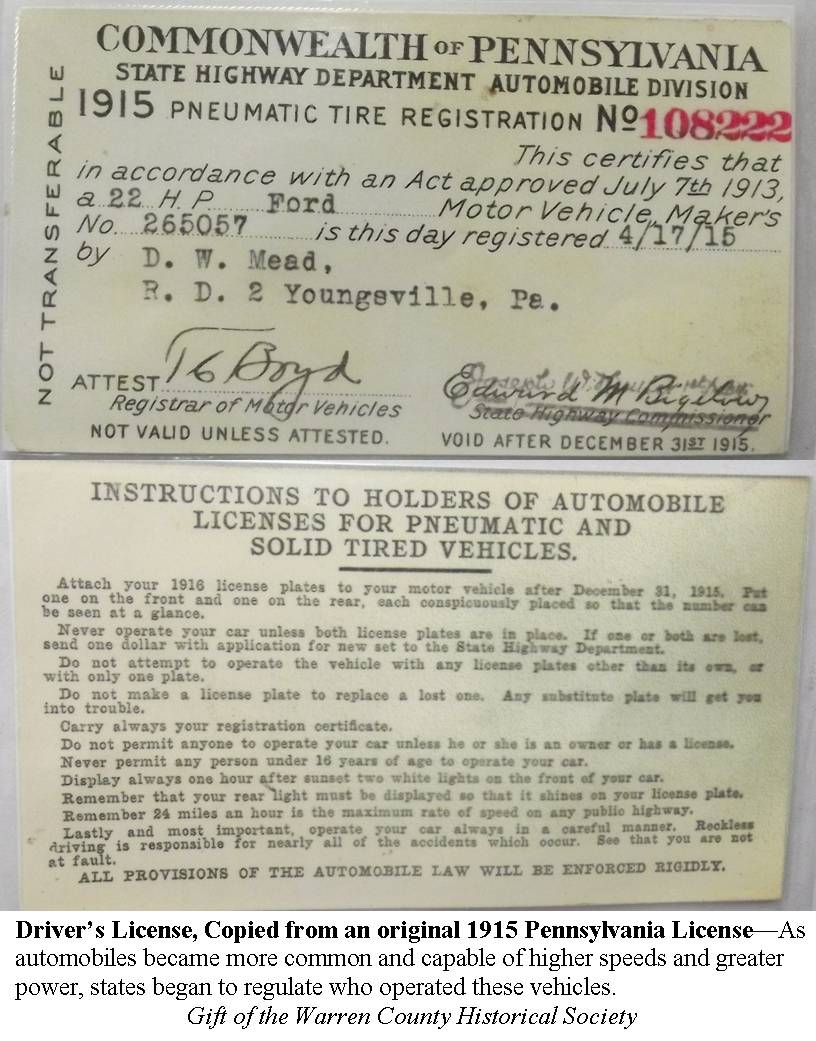 COMMONWEALTH OF PENNSYLVANIA
STATE HIGHWAY DEPARTMENT AUTOMOBILE DIVISION
1915 PNEUMATIC TIRE REGISTRATION No 108222
NOT TRANSFERABLE
This certifies that
in accordance with an Act approved July 7th 1913,
a 22 H. P. Ford Motor Vehicle, Maker's
No. 265057 is this day registered 4/17/15
by D. W. Mead,
R. D. 2 Youngsville, Pa.
ATTEST T G Boyd
Edward M Bigelow
Registrar of Motor Vehicles
State Highway Commissioner
NOT VALID UNLESS ATTESTED.
VOID AFTER DECEMBER 31ST 1915.
INSTRUCTIONS TO HOLDERS OF AUTOMOBILE
LICENSES FOR PNEUMATIC AND
SOLID TIRED VEHICLES.
Attach your 1916 license plates to your motor vehicle after December 31, 1915. Put
one on the front and one on the rear, each conspicuously placed so that the number can
be seen at a glance.
Never operate your car unless both license plates are in place. If one or both are lost,
send one dollar with application for new set to the State Highway Department.
Do not attempt to operate the vehicle with any license plates other than its own, or
with only one plate.
Do not make a license plate to replace a lost one. Any substitute plate will get you
into trouble.
Carry always your registration certificate.
Do not permit anyone to operate your car unless he or she is an owner or has a license.
Never permit any person under 16 years of age to operate your car.
Display always one hour after sunset two white lights on the front of your car.
Remember that your rear light must be displayed so that it shines on your license plate.
Remember 24 miles an hour is the maximum rate of speed on any public highway.
Lastly and most important, operate your car always in a careful manner. Reckless
driving is responsible for nearly all of the accidents which occur. See that you are not
at fault.
ALL PROVISIONS OF THE AUTOMOBILE LAW WILL BE ENFORCED RIGIDLY.
Driver's License, Copied from an original 1915 Pennsylvania License—As
automobiles became more common and capable of higher speeds and greater
power, states began to regulate who operated these vehicles.
Gift of the Warren County Historical Society